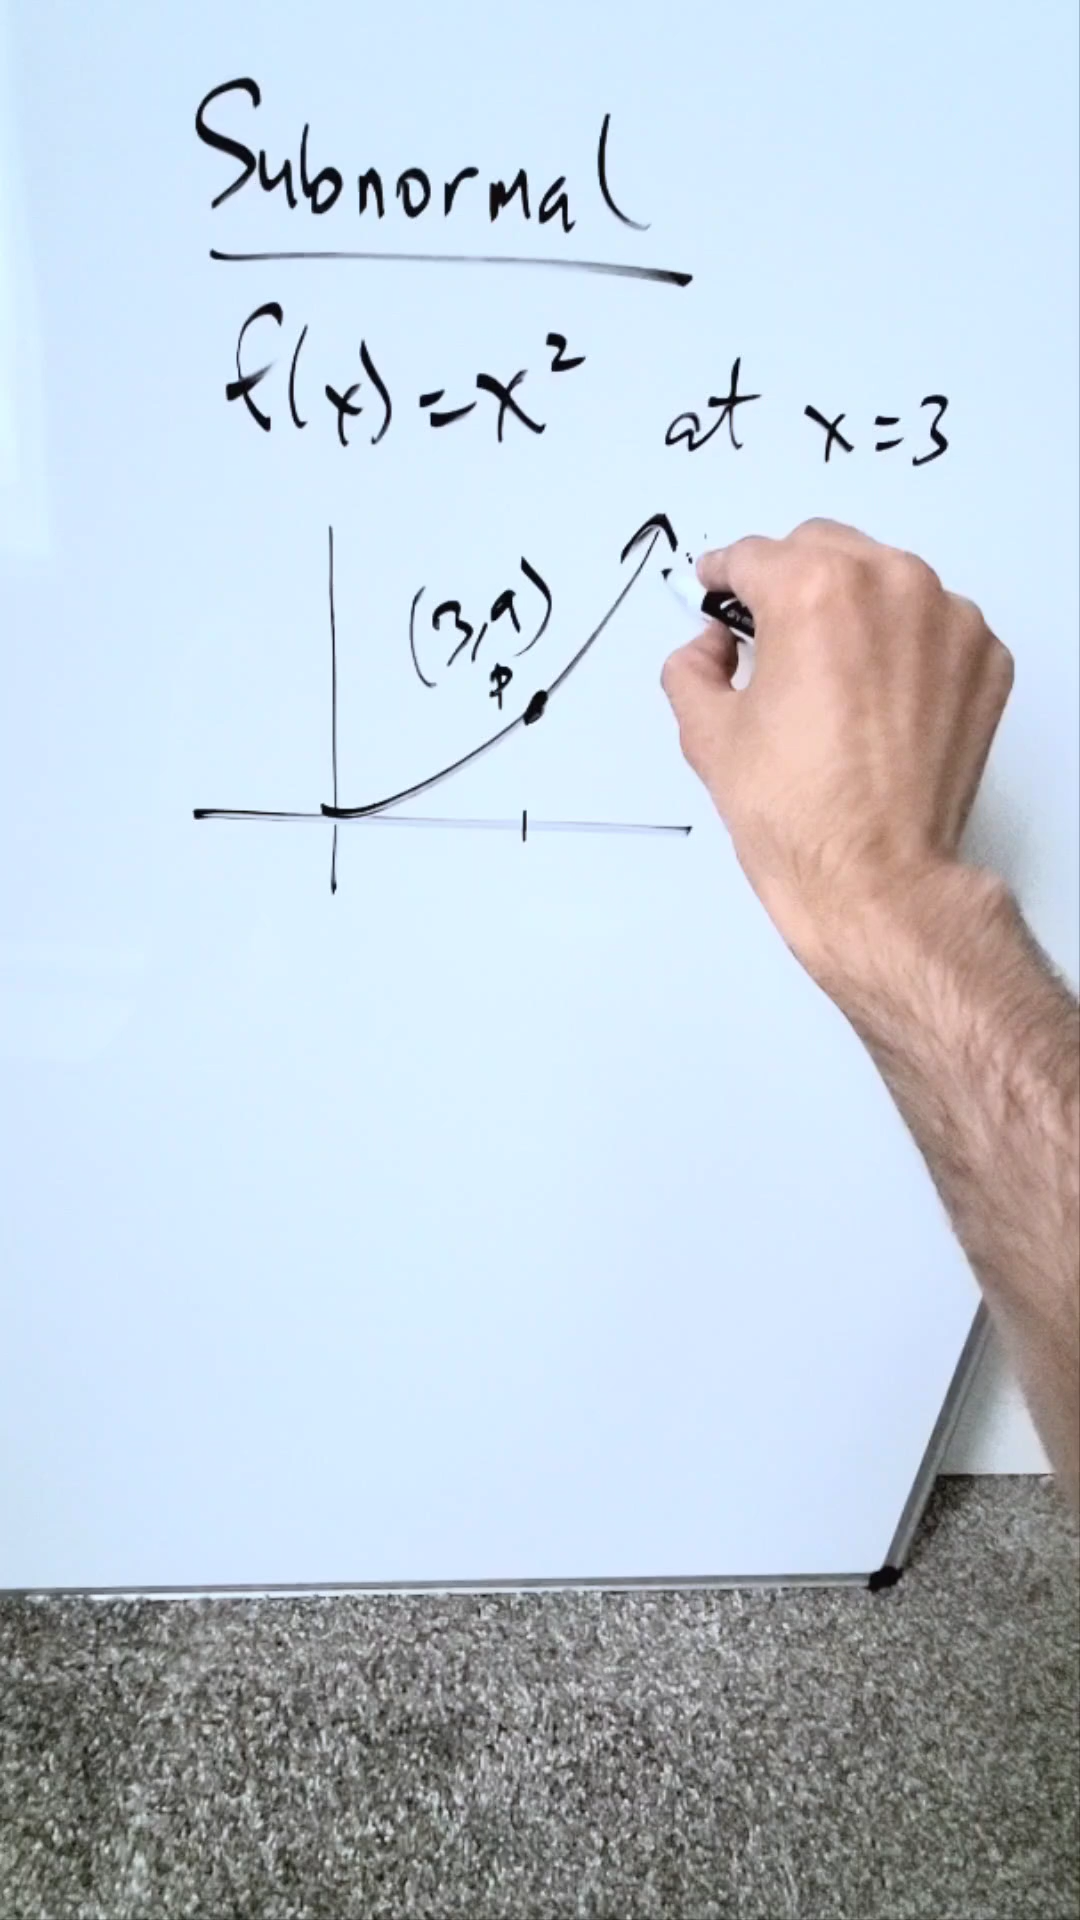 Subnormal
f(x)=x² at x=3
(3,9)
P